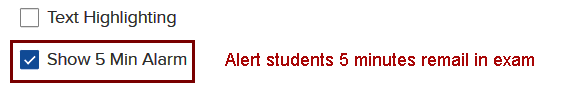 Text Highlighting
Show 5 Min Alarm Alert students 5 minutes remail in exam